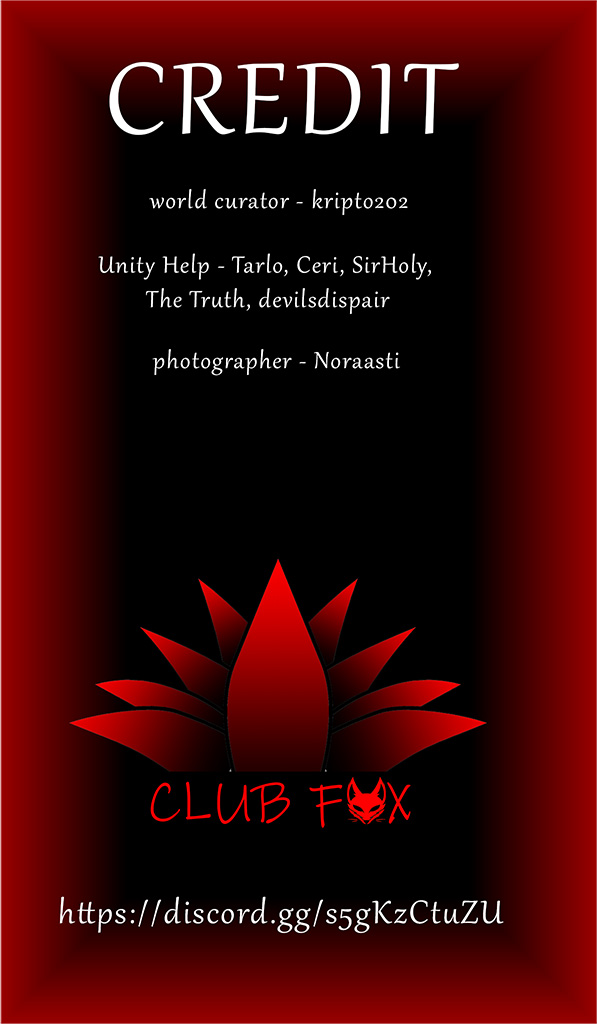 CREDIT
world curator - kripto202
Unity Help - Tarlo, Ceri, SirHoly,
The Truth, devilsdispair
photographer - Noraasti
CLUB FOX
https://discord.gg/s5gKzCtuZU